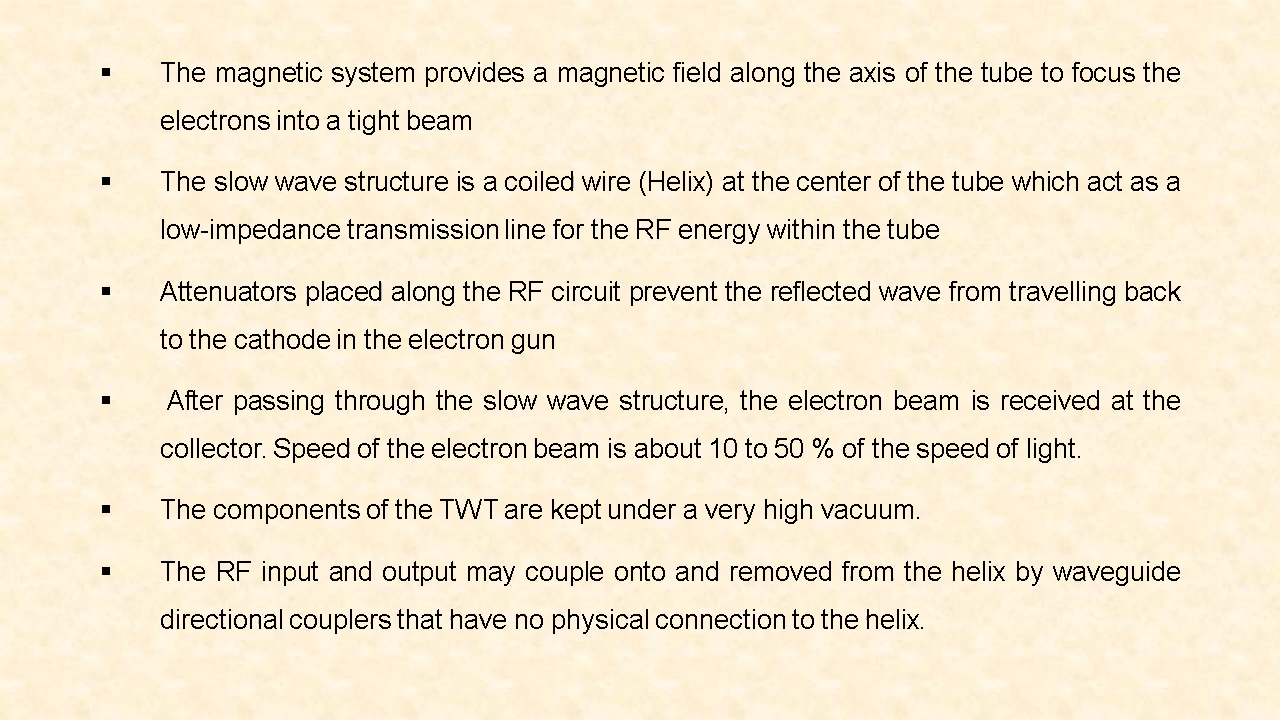 ▪ The magnetic system provides a magnetic field along the axis of the tube to focus the
electrons into a tight beam
▪ The slow wave structure is a coiled wire (Helix) at the center of the tube which act as a
low-impedance transmission line for the RF energy within the tube
▪ Attenuators placed along the RF circuit prevent the reflected wave from travelling back
to the cathode in the electron gun
▪ After passing through the slow wave structure, the electron beam is received at the
collector. Speed of the electron beam is about 10 to 50 % of the speed of light.
▪ The components of the TWT are kept under a very high vacuum.
▪ The RF input and output may couple onto and removed from the helix by waveguide
directional couplers that have no physical connection to the helix.